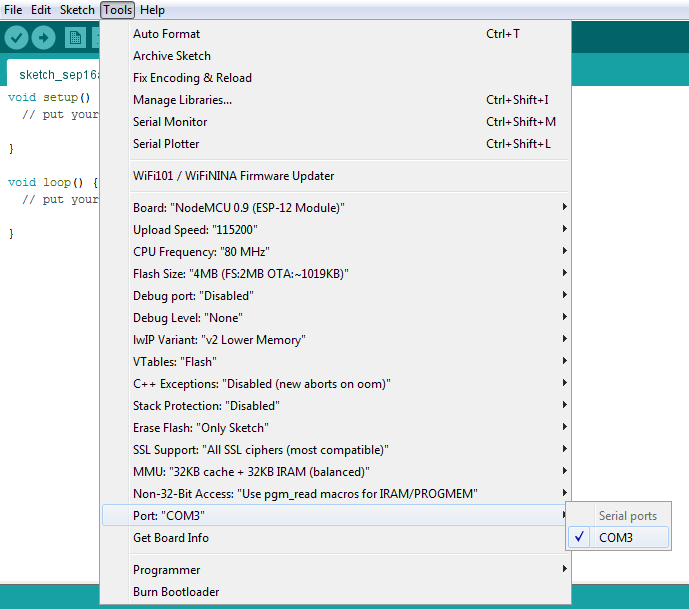 File Edit Sketch Tools Help
Auto Format Ctrl+T
Archive Sketch
sketch_sep16a
Fix Encoding & Reload
void setup()
Manage Libraries... Ctrl+Shift+I
// put your
Serial Monitor Ctrl+Shift+M
}
Serial Plotter Ctrl+Shift+L
WiFi101 / WiFiNINA Firmware Updater
void loop() {
// put your
Board: "NodeMCU 0.9 (ESP-12 Module)"
}
Upload Speed: "115200"
CPU Frequency: "80 MHz"
Flash Size: "4MB (FS:2MB OTA:~1019KB)"
Debug port: "Disabled"
Debug Level: "None"
lwIP Variant: "v2 Lower Memory"
VTables: "Flash"
C++ Exceptions: "Disabled (new aborts on oom)"
Stack Protection: "Disabled"
Erase Flash: "Only Sketch"
SSL Support: "All SSL ciphers (most compatible)"
MMU: "32KB cache + 32KB IRAM (balanced)"
Non-32-Bit Access: "Use pgm_read macros for IRAM/PROGMEM"
Port: "COM3"
Serial ports
COM3
Get Board Info
Programmer
Burn Bootloader